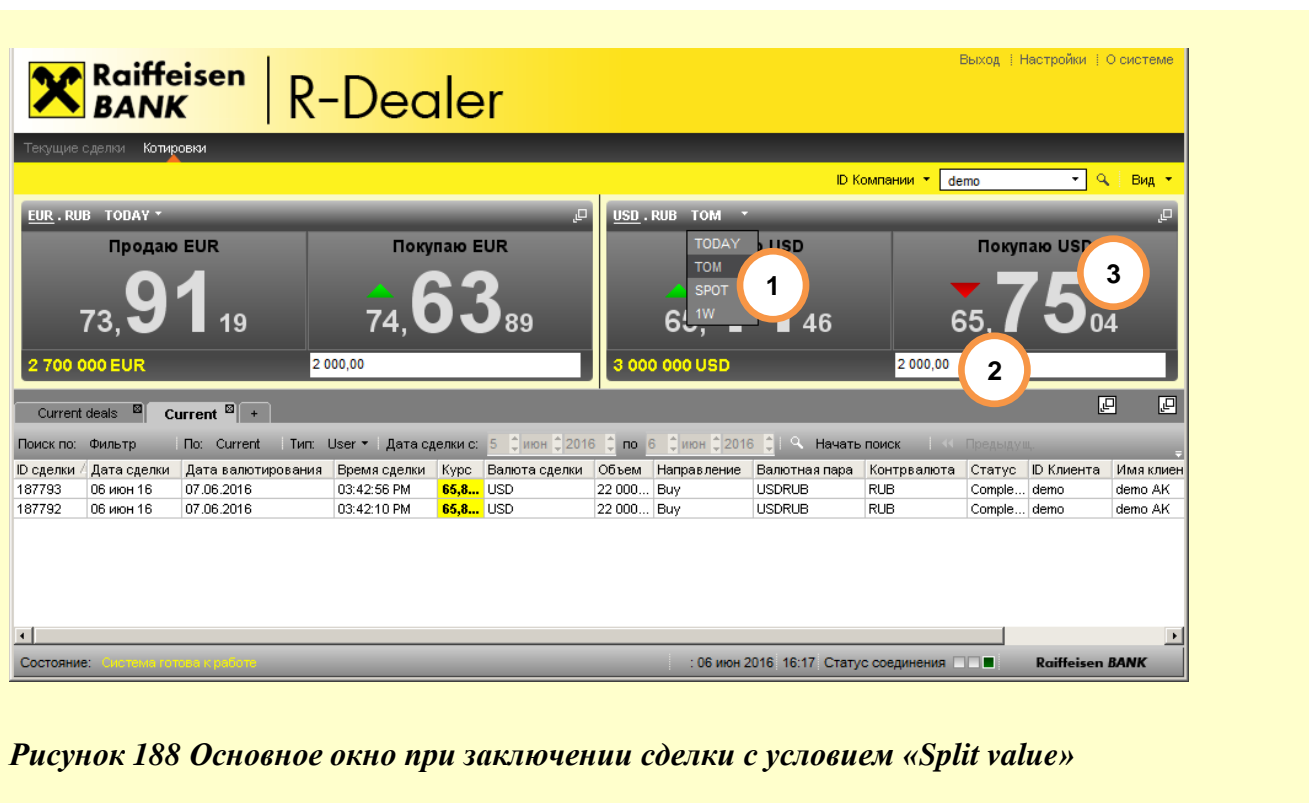 Выход | Настройки | О системе
Raiffeisen BANK R-Dealer
Текущие сделки Котировки
ID Компании demo Вид
EUR . RUB TODAY
Продаю EUR Покупаю EUR
73,91 19 74,63 89
2 700 000 EUR 2 000,00
USD . RUB TOM
TODAY
TOM
SPOT
1W
USD Покупаю USD
65, 46 65,75 04
3 000 000 USD 2 000,00
1
2
3
Current deals Current +
Поиск по: Фильтр По: Current Тип: User Дата сделки с: 5 июн 2016 по 6 июн 2016 Начать поиск Предыдущ.
ID сделки Дата сделки Дата валютирования Время сделки Курс Валюта сделки Объем Направление Валютная пара Контрвалюта Статус ID Клиента Имя клиен
187793 06 июн 16 07.06.2016 03:42:56 PM 65,8... USD 22 000... Buy USDRUB RUB Comple... demo demo AK
187792 06 июн 16 07.06.2016 03:42:10 PM 65,8... USD 22 000... Buy USDRUB RUB Comple... demo demo AK
Состояние: Система готова к работе : 06 июн 2016 16:17 Статус соединения Raiffeisen BANK
Рисунок 188 Основное окно при заключении сделки с условием «Split value»